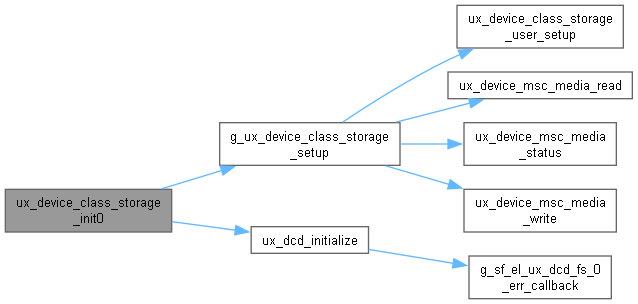 ux_device_class_storage
_user_setup
ux_device_msc_media_read
g_ux_device_class_storage
_setup
ux_device_msc_media
_status
ux_device_class_storage
_init0
ux_device_msc_media
_write
ux_dcd_initialize
g_sf_el_ux_dcd_fs_0
_err_callback